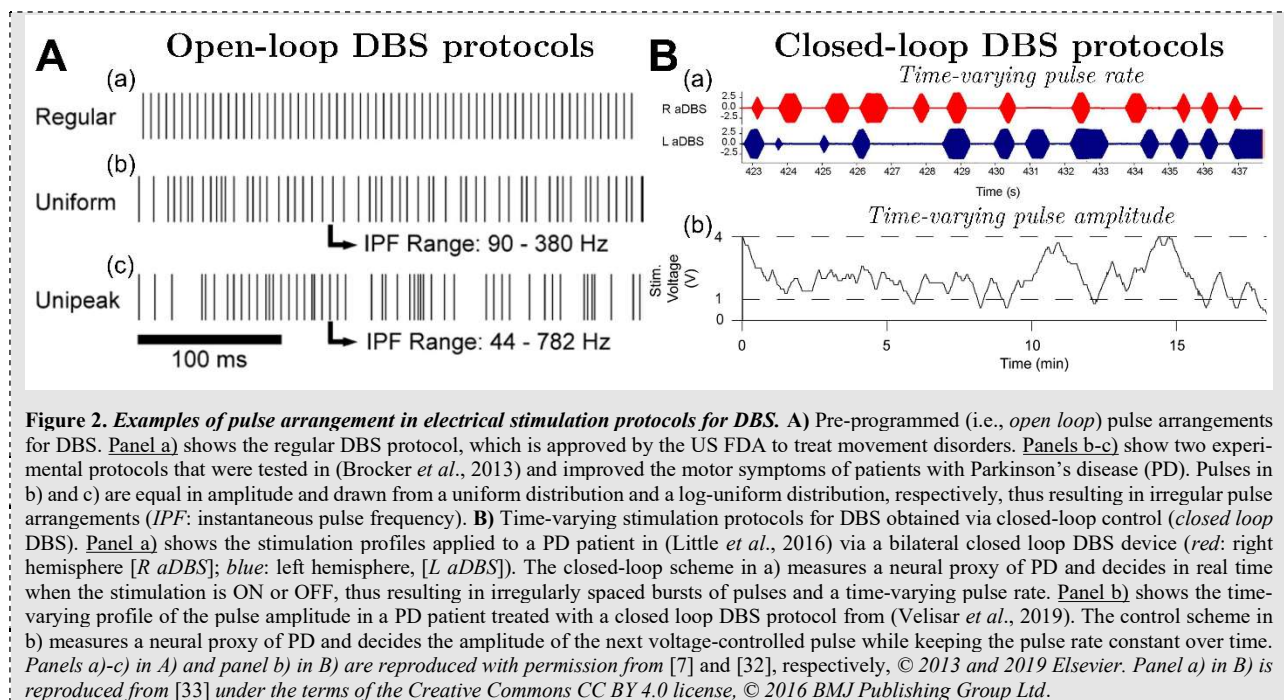 A Open-loop DBS protocols
(a)
Regular
(b)
Uniform
IPF Range: 90 - 380 Hz
(c)
Unipeak
IPF Range: 44 - 782 Hz
100 ms
B Closed-loop DBS protocols
(a) Time-varying pulse rate
R aDBS 2.5 0.0 -2.5
L aDBS 2.5 0.0 -2.5
423 424 425 426 427 428 429 430 431 432 433 434 435 436 437
Time (s)
(b) Time-varying pulse amplitude
Stim. Voltage (V)
4
1
0
0 5 10 15
Time (min)
Figure 2. Examples of pulse arrangement in electrical stimulation protocols for DBS. A) Pre-programmed (i.e., open loop) pulse arrangements
for DBS. Panel a) shows the regular DBS protocol, which is approved by the US FDA to treat movement disorders. Panels b-c) show two experi-
mental protocols that were tested in (Brocker et al., 2013) and improved the motor symptoms of patients with Parkinson's disease (PD). Pulses in
b) and c) are equal in amplitude and drawn from a uniform distribution and a log-uniform distribution, respectively, thus resulting in irregular pulse
arrangements (IPF: instantaneous pulse frequency). B) Time-varying stimulation protocols for DBS obtained via closed-loop control (closed loop
DBS). Panel a) shows the stimulation profiles applied to a PD patient in (Little et al., 2016) via a bilateral closed loop DBS device (red: right
hemisphere [R aDBS]; blue: left hemisphere, [L aDBS]). The closed-loop scheme in a) measures a neural proxy of PD and decides in real time
when the stimulation is ON or OFF, thus resulting in irregularly spaced bursts of pulses and a time-varying pulse rate. Panel b) shows the time-
varying profile of the pulse amplitude in a PD patient treated with a closed loop DBS protocol from (Velisar et al., 2019). The control scheme in
b) measures a neural proxy of PD and decides the amplitude of the next voltage-controlled pulse while keeping the pulse rate constant over time.
Panels a)-c) in A) and panel b) in B) are reproduced with permission from [7] and [32], respectively, © 2013 and 2019 Elsevier. Panel a) in B) is
reproduced from [33] under the terms of the Creative Commons CC BY 4.0 license, © 2016 BMJ Publishing Group Ltd.